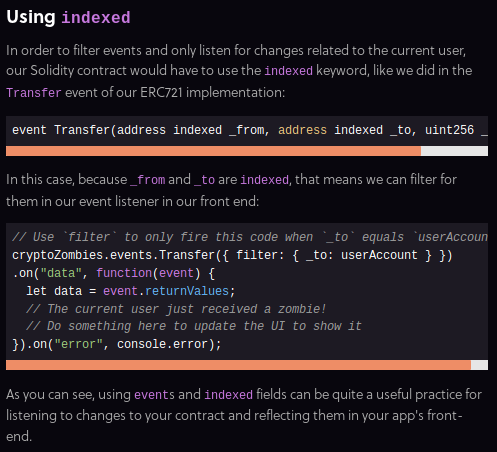 Using indexed
In order to filter events and only listen for changes related to the current user,
our Solidity contract would have to use the indexed keyword, like we did in the
Transfer event of our ERC721 implementation:
event Transfer(address indexed _from, address indexed _to, uint256 _
In this case, because _from and _to are indexed, that means we can filter for
them in our event listener in our front end:
// Use `filter` to only fire this code when `_to` equals `userAccoun
cryptoZombies.events.Transfer({ filter: { _to: userAccount } })
.on("data", function(event) {
let data = event.returnValues;
// The current user just received a zombie!
// Do something here to update the UI to show it
}).on("error", console.error);
As you can see, using events and indexed fields can be quite a useful practice for
listening to changes to your contract and reflecting them in your app's front-
end.